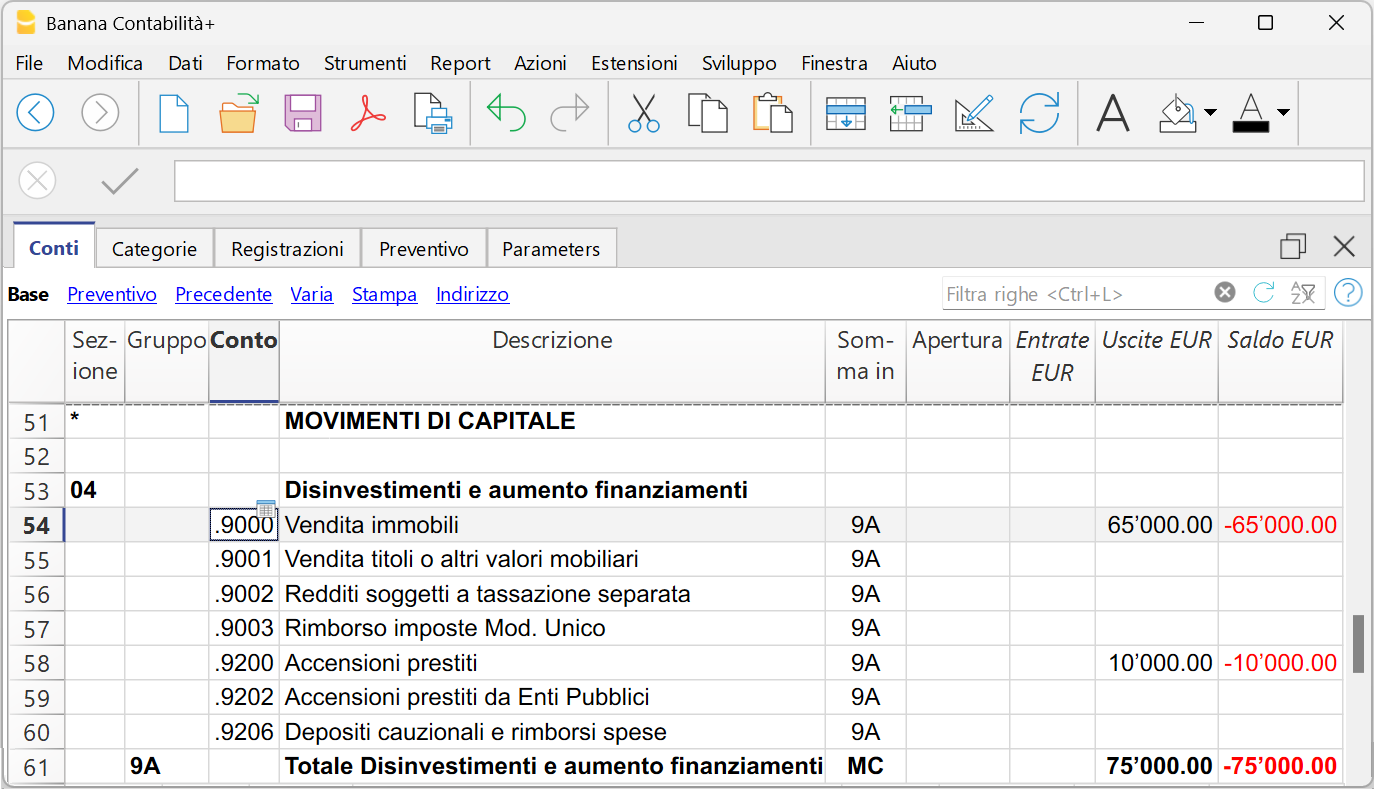 Banana Contabilità+
File Modifica Dati Formato Strumenti Report Azioni Estensioni Sviluppo Finestra Aiuto
Conti Categorie Registrazioni Preventivo Parameters
Base Preventivo Precedente Varia Stampa Indirizzo Filtra righe <Ctrl+L>
Sez- Gruppo Conto Descrizione Som- Apertura Entrate Uscite EUR Saldo EUR
ione ma in EUR
51 * MOVIMENTI DI CAPITALE
52
53 04 Disinvestimenti e aumento finanziamenti
54 .9000 Vendita immobili 9A 65’000.00 -65’000.00
55 .9001 Vendita titoli o altri valori mobiliari 9A
56 .9002 Redditi soggetti a tassazione separata 9A
57 .9003 Rimborso imposte Mod. Unico 9A
58 .9200 Accensioni prestiti 9A 10’000.00 -10’000.00
59 .9202 Accensioni prestiti da Enti Pubblici 9A
60 .9206 Depositi cauzionali e rimborsi spese 9A
61 9A Totale Disinvestimenti e aumento finanziamenti MC 75’000.00 -75’000.00